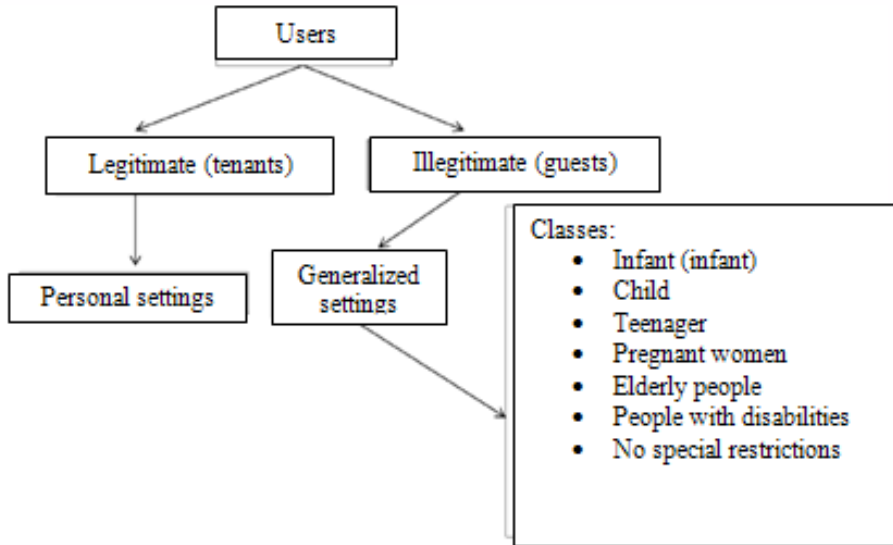 Users
Legitimate (tenants)
Illegitimate (guests)
Personal settings
Generalized
settings
Classes:
• Infant (infant)
• Child
• Teenager
• Pregnant women
• Elderly people
• People with disabilities
• No special restrictions